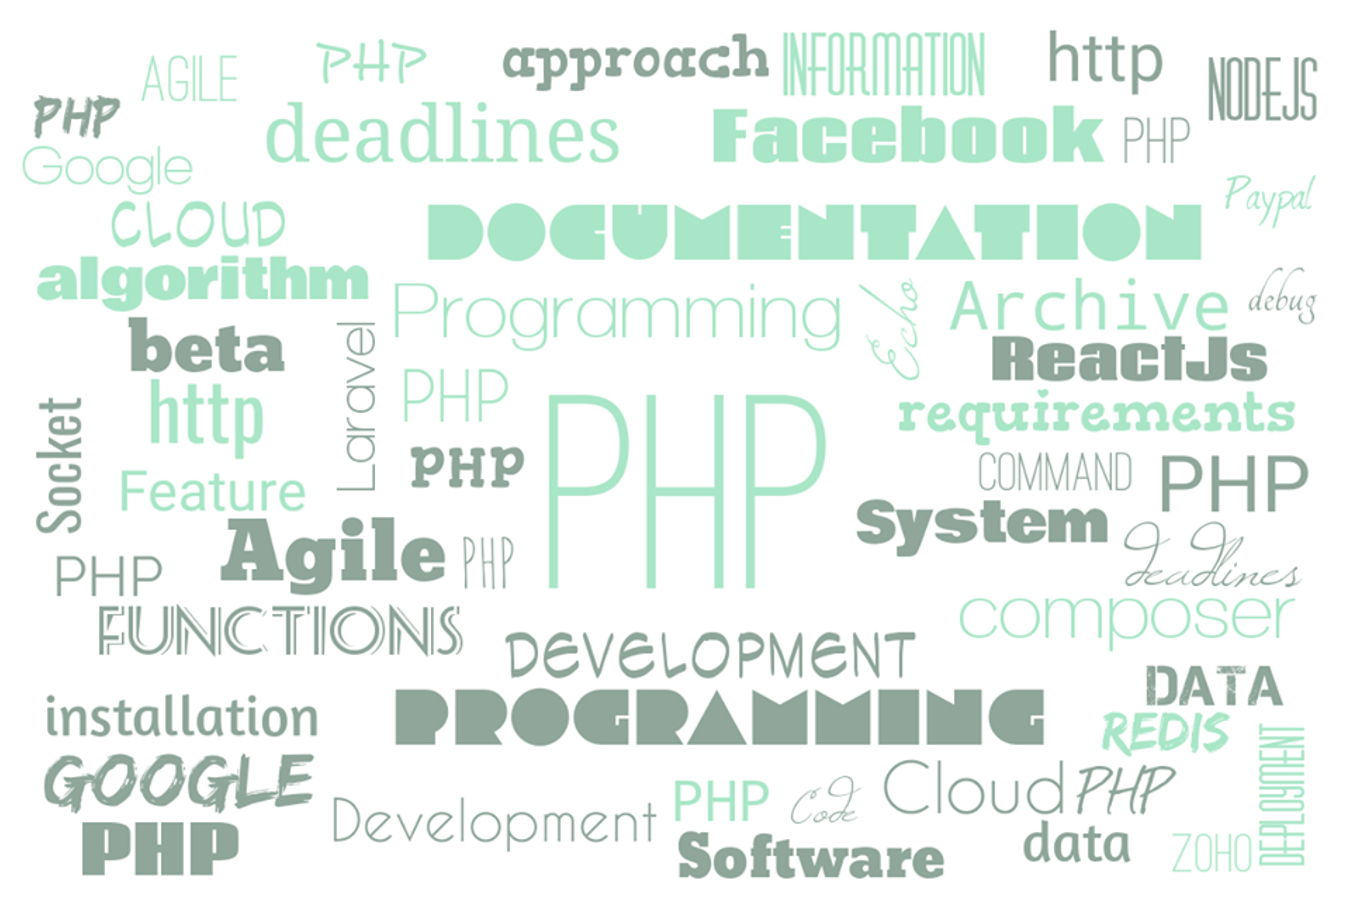 PHP
approach
INFORMATION
http
AGILE
NODEJS
PHP
deadlines
Facebook
PHP
Google
Paypal
CLOUD
DOCUMENTATION
algorithm
Programming
Echo
Archive
debug
beta
Laravel
ReactJs
http
PHP
PHP
requirements
Socket
PHP
COMMAND
PHP
Feature
System
Agile
PHP
deadlines
PHP
composer
FUNCTIONS
DEVELOPMENT
DATA
installation
PROGRAMMING
REDIS
GOOGLE
DEPLOYMENT
Development
PHP
Code
Cloud
PHP
PHP
Software
data
ZOHO